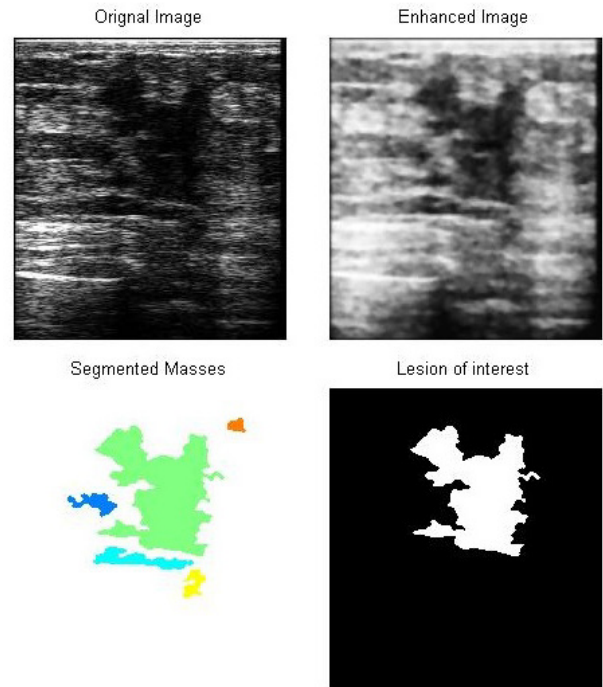 Orignal Image
Enhanced Image
Segmented Masses
Lesion of interest